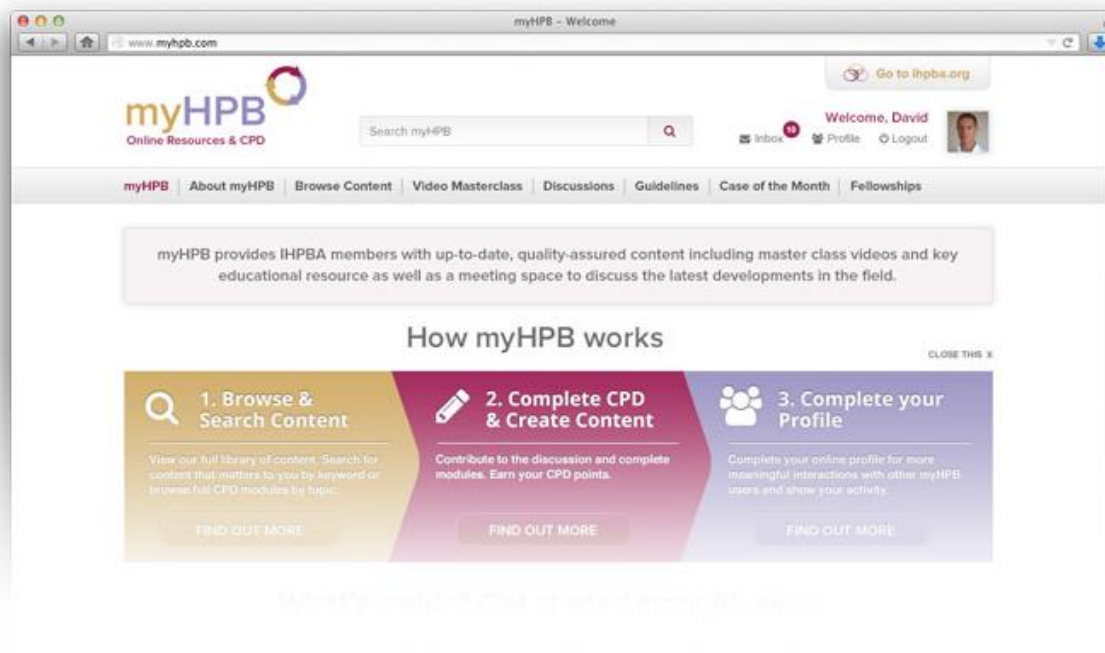 myHPB – Welcome
www.myhpb.com
Go to ihpba.org
myHPB
Online Resources & CPD
Search myHPB
Welcome, David
Inbox 10 Profile Logout
myHPB About myHPB Browse Content Video Masterclass Discussions Guidelines Case of the Month Fellowships
myHPB provides IHPBA members with up-to-date, quality-assured content including master class videos and key
educational resource as well as a meeting space to discuss the latest developments in the field.
How myHPB works
CLOSE THIS X
1. Browse &
Search Content
View our full library of content. Search for
content that matters to you by keyword or
browse full CPD modules by topic.
FIND OUT MORE
2. Complete CPD
& Create Content
Contribute to the discussion and complete
modules. Earn your CPD points.
FIND OUT MORE
3. Complete your
Profile
Complete your online profile for more
meaningful interactions with other myHPB
users and show your activity.
FIND OUT MORE